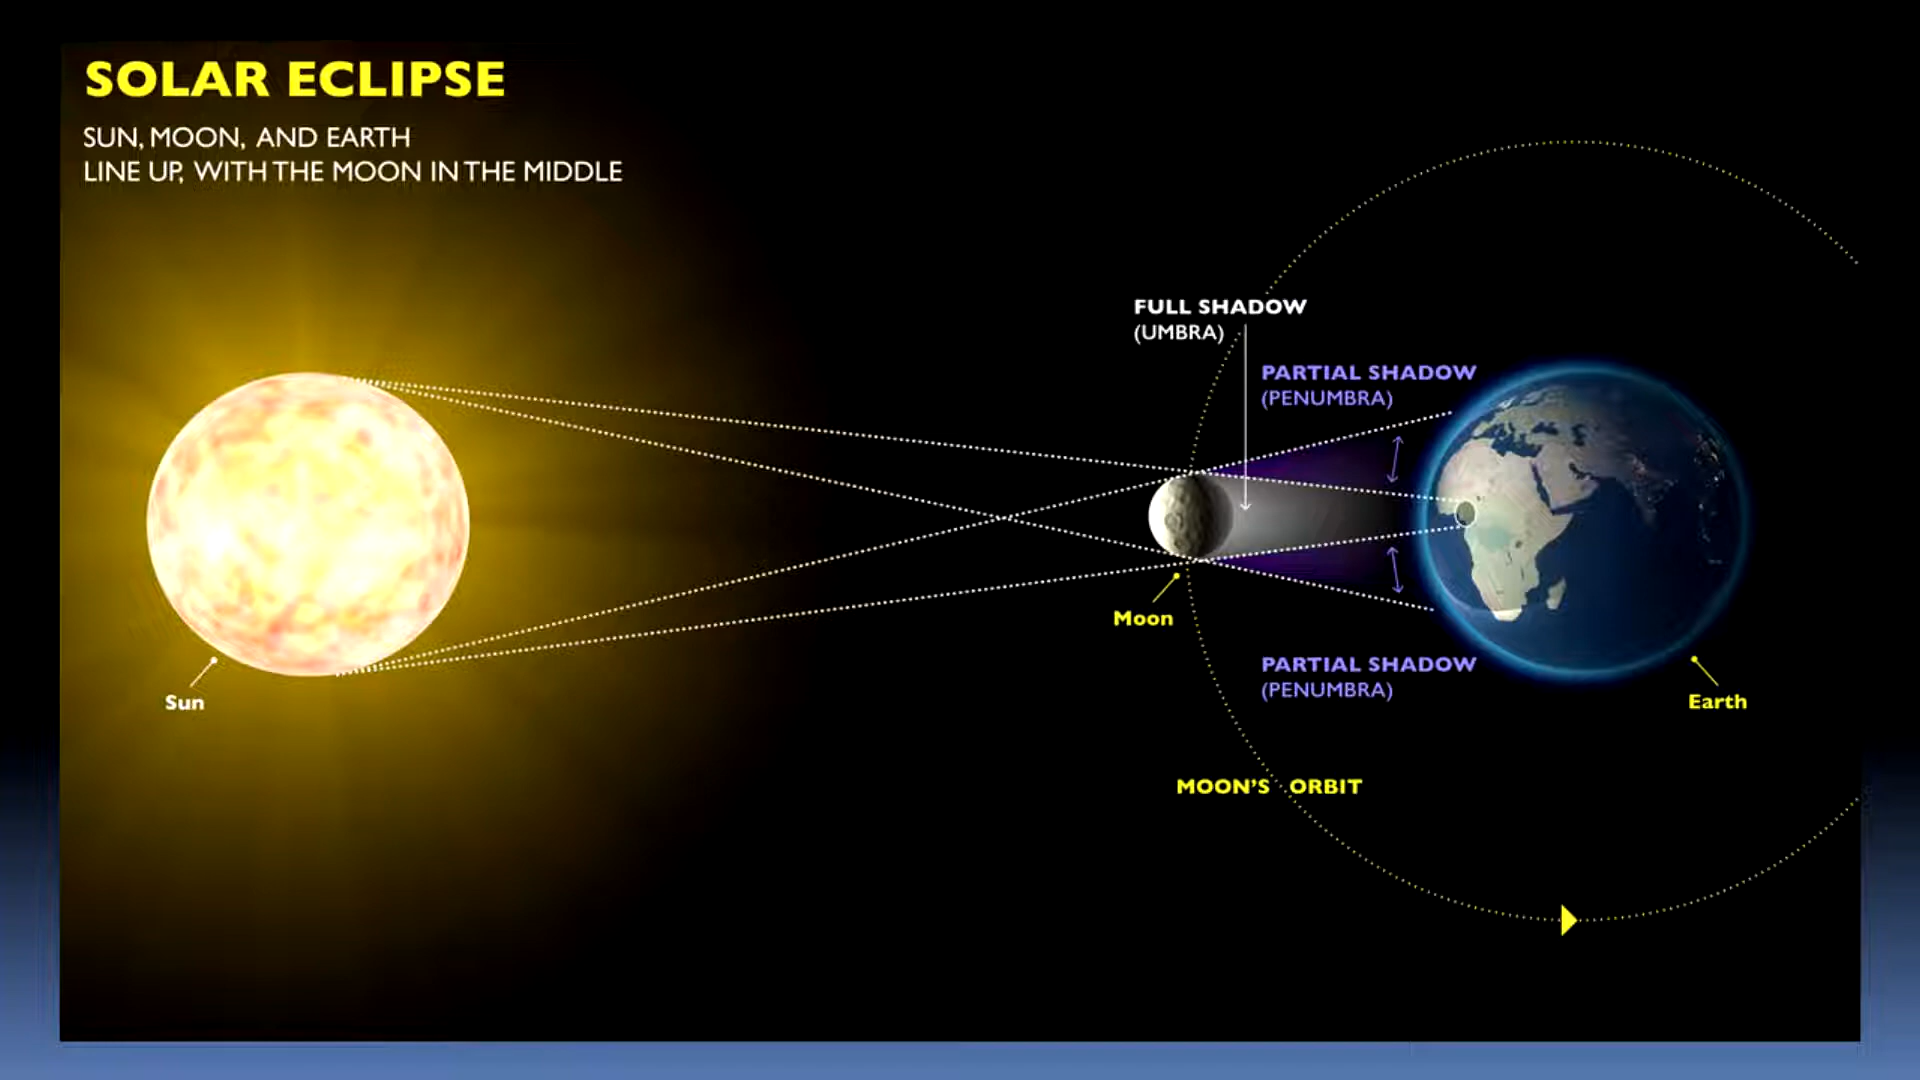 SOLAR ECLIPSE
SUN, MOON, AND EARTH
LINE UP, WITH THE MOON IN THE MIDDLE
FULL SHADOW
(UMBRA)
PARTIAL SHADOW
(PENUMBRA)
Moon
PARTIAL SHADOW
(PENUMBRA)
Sun
Earth
MOON'S ORBIT